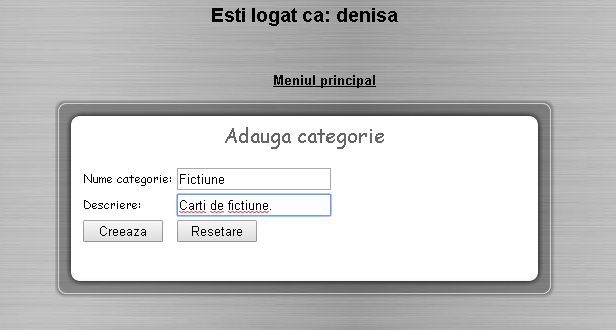 Esti logat ca: denisa
Meniul principal
Adauga categorie
Nume categorie: Fictiune
Descriere: Carti de fictiune.
Creeaza Resetare